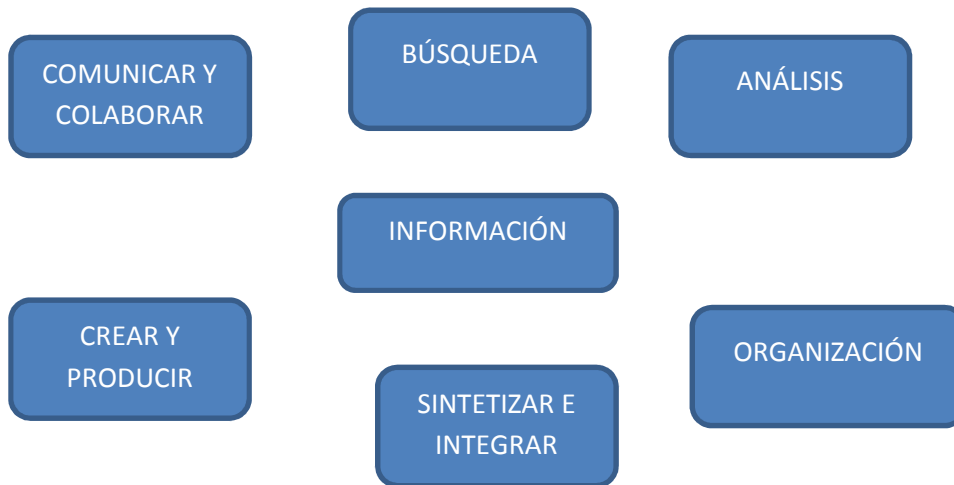 COMUNICAR Y
COLABORAR
BÚSQUEDA
ANÁLISIS
INFORMACIÓN
CREAR Y
PRODUCIR
SINTETIZAR E
INTEGRAR
ORGANIZACIÓN